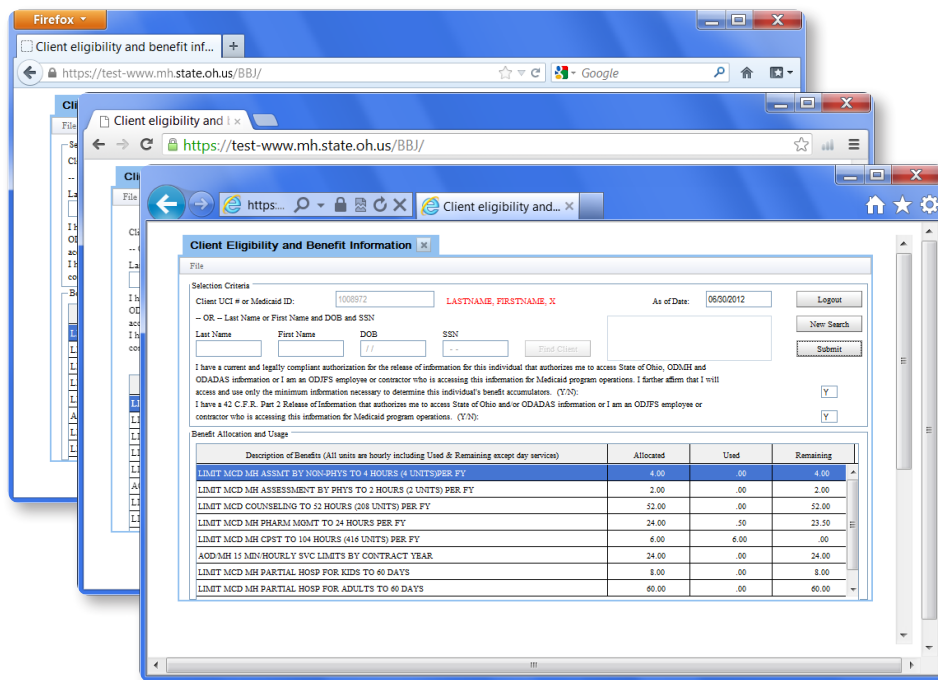 Firefox
Client eligibility and benefit inf...
https://test-www.mh.state.oh.us/BBJ/
Google
Client eligibility and
https://test-www.mh.state.oh.us/BBJ/
https:...
Client eligibility and...
Client Eligibility and Benefit Information
File
Selection Criteria
Client UCI # or Medicaid ID: 1008972 LASTNAME, FIRSTNAME, X As of Date: 06/30/2012 Logout
-- OR -- Last Name or First Name and DOB and SSN New Search
Last Name First Name DOB SSN
/ / - - Find Client Submit
I have a current and legally compliant authorization for the release of information for this individual that authorizes me to access State of Ohio, ODMH and
ODADAS information or I am an ODJFS employee or contractor who is accessing this information for Medicaid program operations. I further affirm that I will
access and use only the minimum information necessary to determine this individual's benefit accumulators. (Y/N): Y
I have a 42 C.F.R. Part 2 Release of Information that authorizes me to access State of Ohio and/or ODADAS information or I am an ODJFS employee or
contractor who is accessing this information for Medicaid program operations. (Y/N): Y
Benefit Allocation and Usage
Description of Benefits (All units are hourly including Used & Remaining except day services) Allocated Used Remaining
LIMIT MCD MH ASSMT BY NON-PHYS TO 4 HOURS (4 UNITS)PER FY 4.00 .00 4.00
LIMIT MCD MH ASSESSMENT BY PHYS TO 2 HOURS (2 UNITS) PER FY 2.00 .00 2.00
LIMIT MCD COUNSELING TO 52 HOURS (208 UNITS) PER FY 52.00 .00 52.00
LIMIT MCD MH PHARM MGMT TO 24 HOURS PER FY 24.00 .50 23.50
LIMIT MCD MH CPST TO 104 HOURS (416 UNITS) PER FY 6.00 6.00 .00
AOD/MH 15 MIN/HOURLY SVC LIMITS BY CONTRACT YEAR 24.00 .00 24.00
LIMIT MCD MH PARTIAL HOSP FOR KIDS TO 60 DAYS 8.00 .00 8.00
LIMIT MCD MH PARTIAL HOSP FOR ADULTS TO 60 DAYS 60.00 .00 60.00